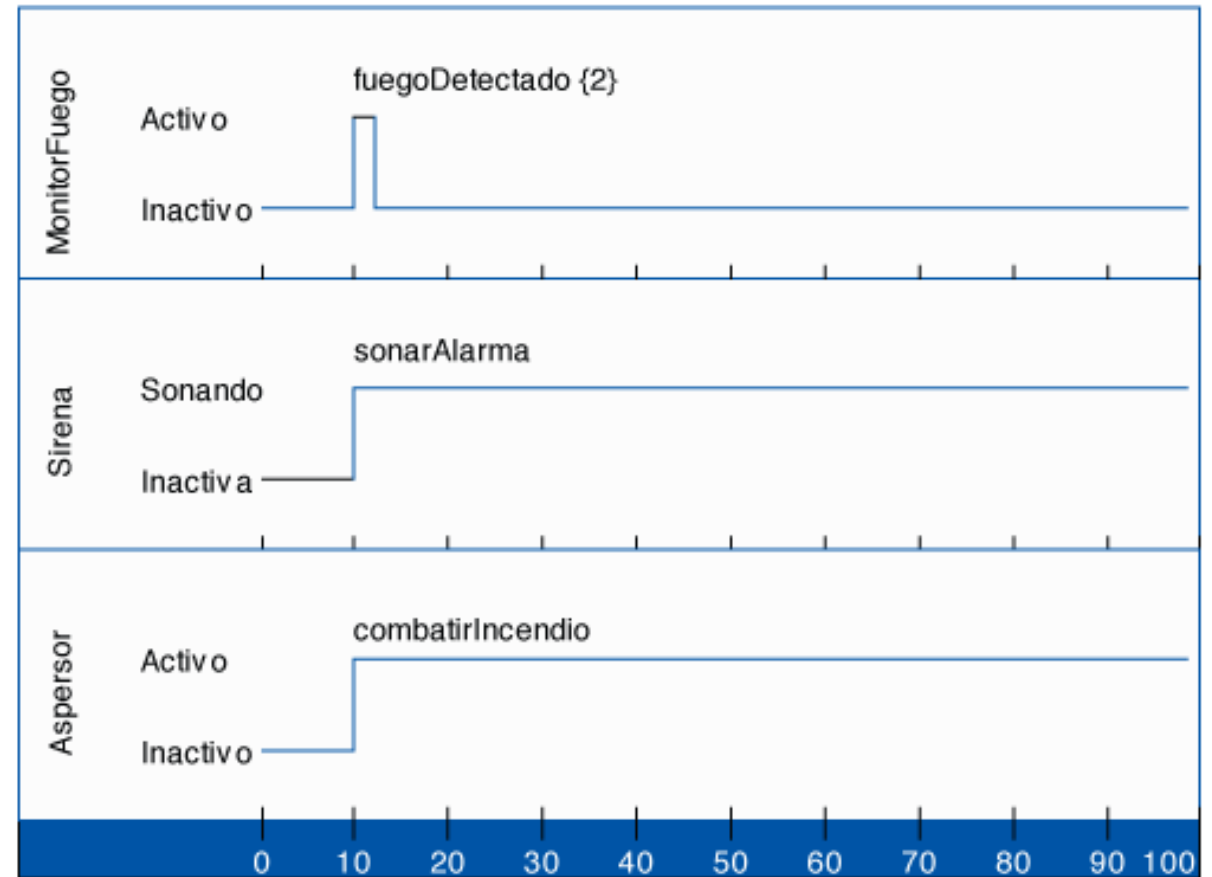 MonitorFuego
fuegoDetectado {2}
Activo
Inactivo
Sirena
sonarAlarma
Sonando
Inactiva
Aspersor
combatirIncendio
Activo
Inactivo
0 10 20 30 40 50 60 70 80 90 100